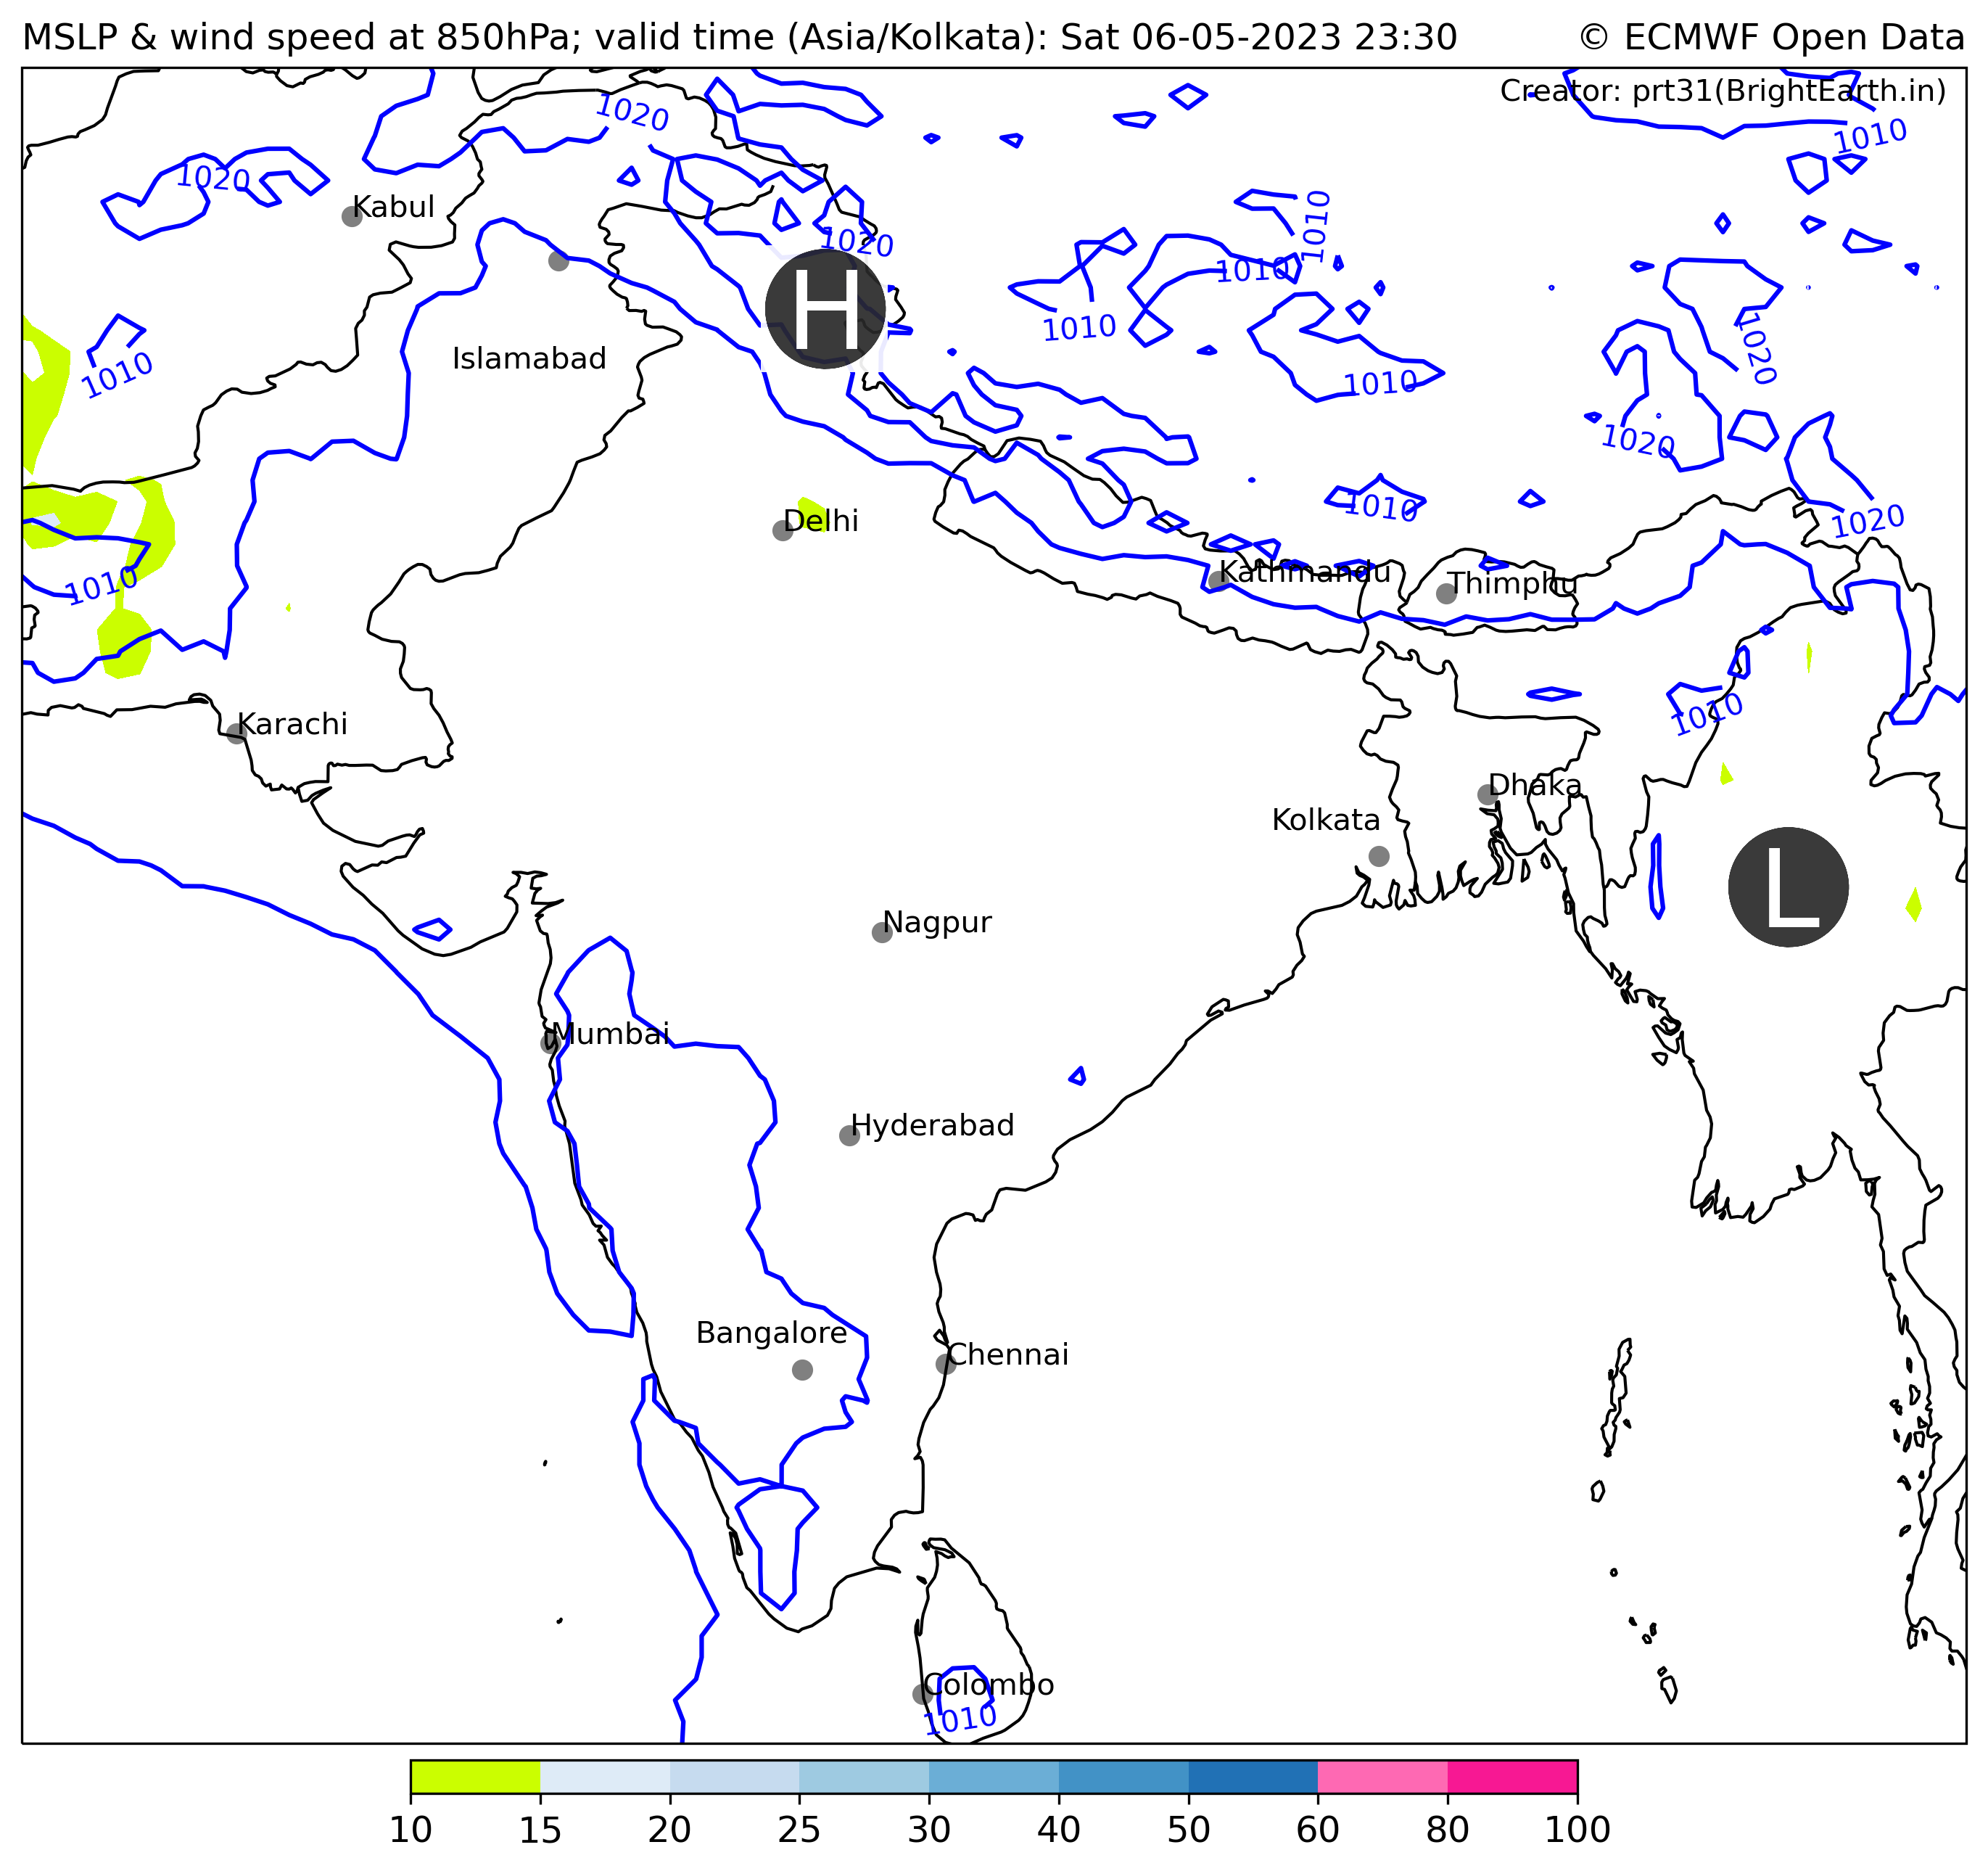 MSLP & wind speed at 850hPa; valid time (Asia/Kolkata): Sat 06-05-2023 23:30
© ECMWF Open Data
Creator: prt31(BrightEarth.in)
1020
1010
1020
Kabul
1010
1020
1010
H
1010
1010
1020
Islamabad
1010
1010
1020
1010
1020
Delhi
1010
Kathmandu
Thimphu
1010
Karachi
Dhaka
Kolkata
L
Nagpur
Mumbai
Hyderabad
Bangalore
Chennai
Colombo
1010
10 15 20 25 30 40 50 60 80 100